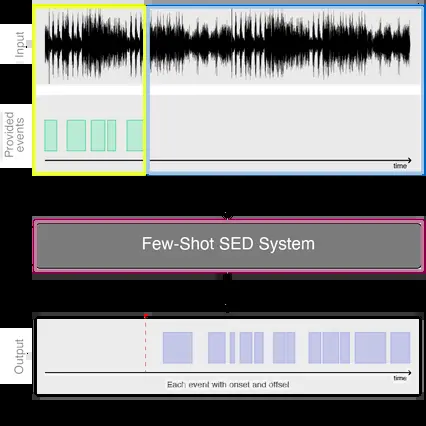 Input
Provided
events
time
Few-Shot SED System
Output
time
Each event with onset and offset